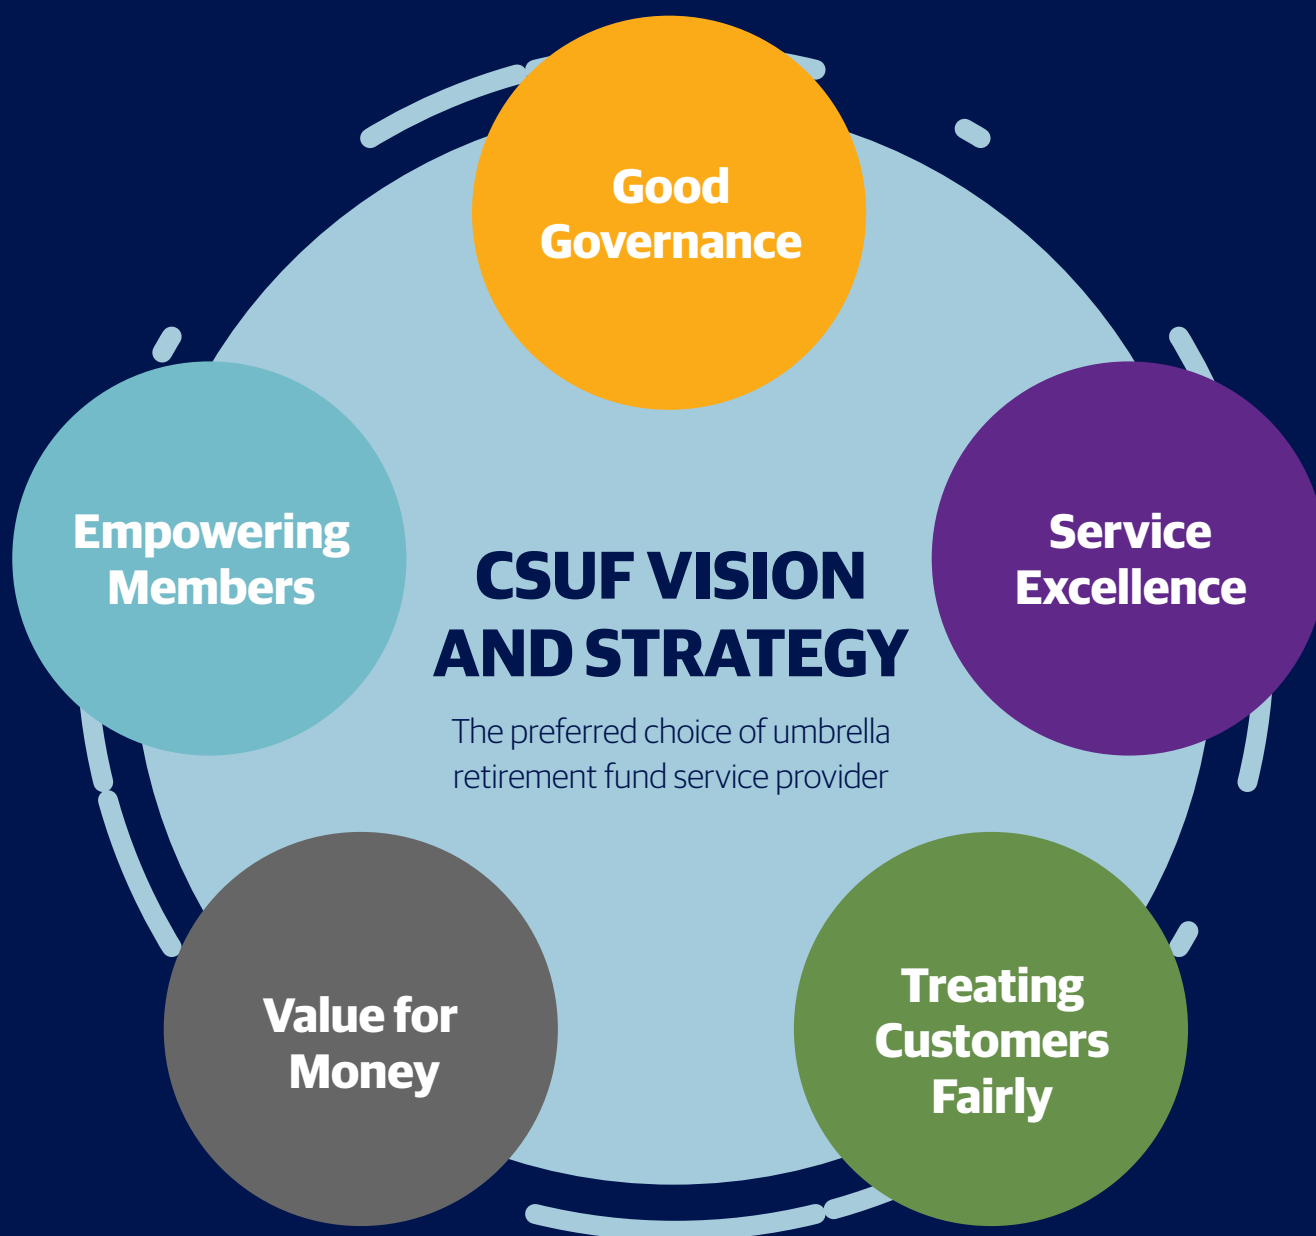 Good
Governance
Empowering
Members
Service
Excellence
CSUF VISION
AND STRATEGY
The preferred choice of umbrella
retirement fund service provider
Value for
Money
Treating
Customers
Fairly